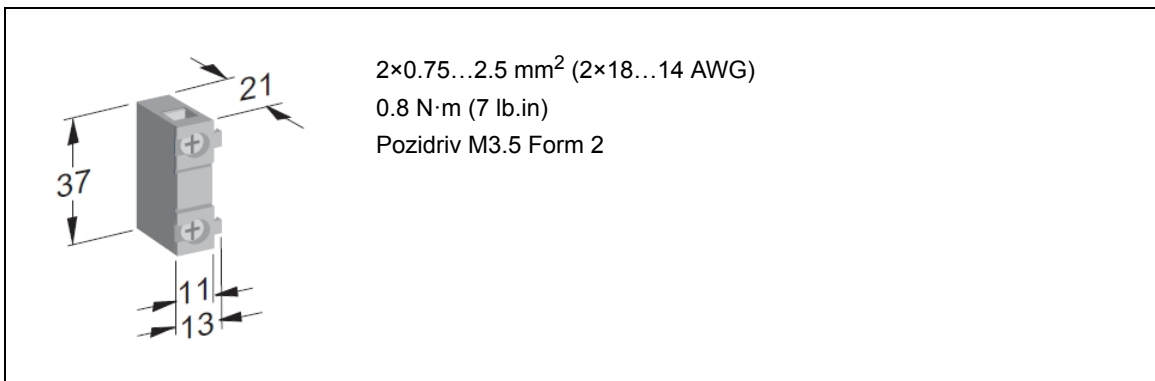 2×0.75…2.5 mm² (2×18…14 AWG)
0.8 N·m (7 lb.in)
Pozidriv M3.5 Form 2
21
37
11
13